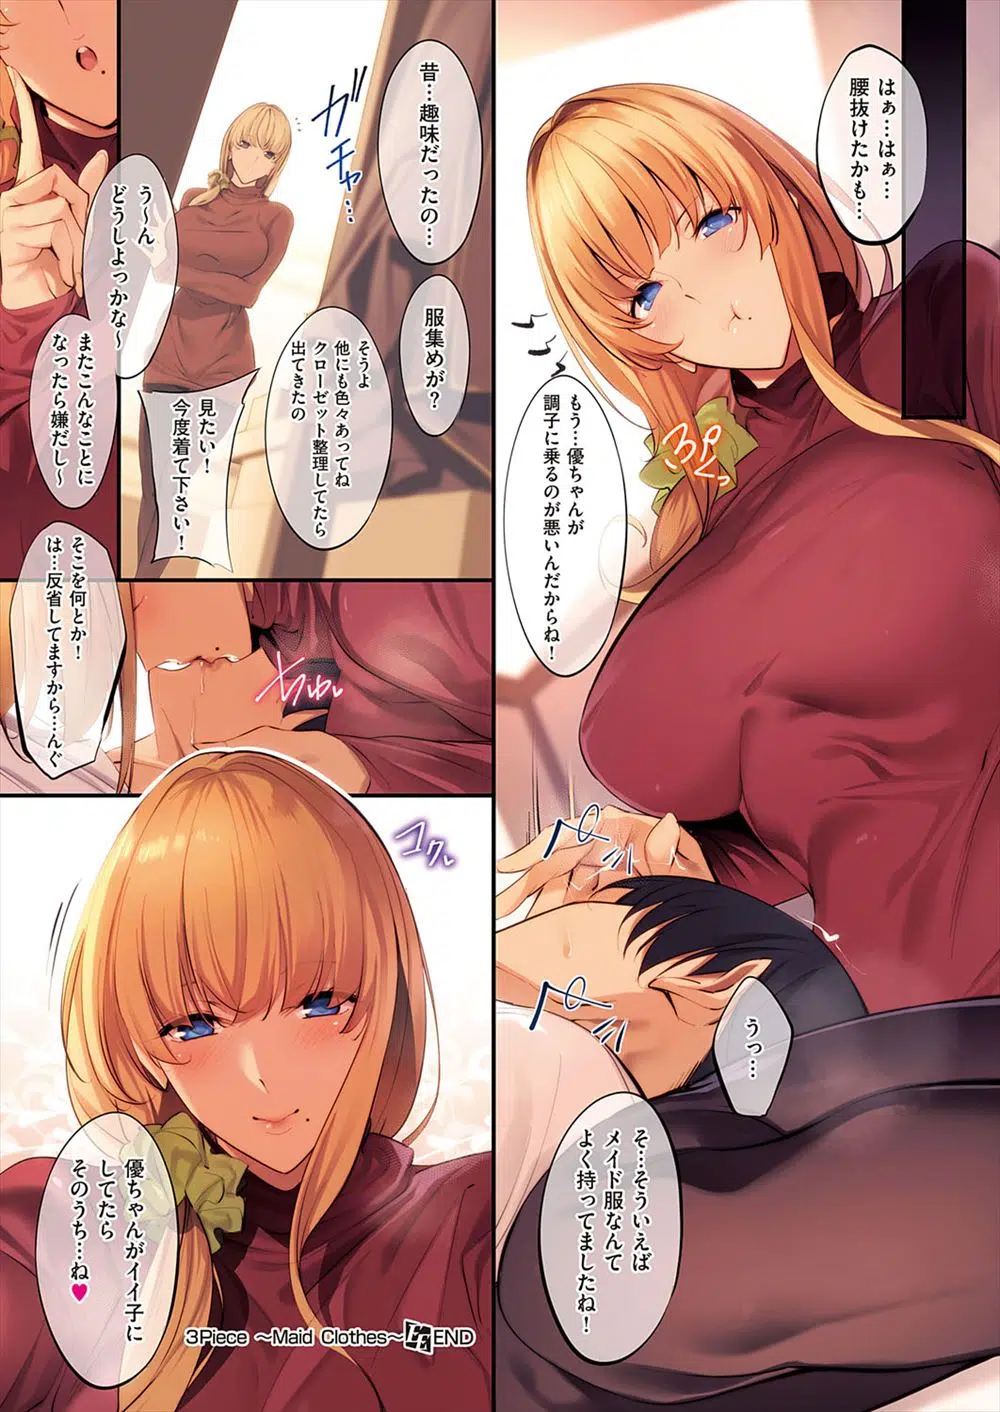 はぁ…はぁ…
腰抜けたかも…
ぷくっ
もう…優ちゃんが
調子に乗るのが悪いんだからね！
うっ…
そ…そういえば
メイド服なんて
よく持ってましたね！
昔…趣味だったの…
服集めが？
ガチャ…
そうよ
他にも色々あってね
クローゼット整理してたら
出てきたの
見たい！
今度着て下さい！
う～ん
どうしよっかな～
またこんなことに
なったら嫌だし～
そこを何とか！
は…反省してますから…んぐ
ちゅし
コクッ
優ちゃんがイイ子に
してたら
そのうち…ね♥
3Piece ～Maid Clothes～ END